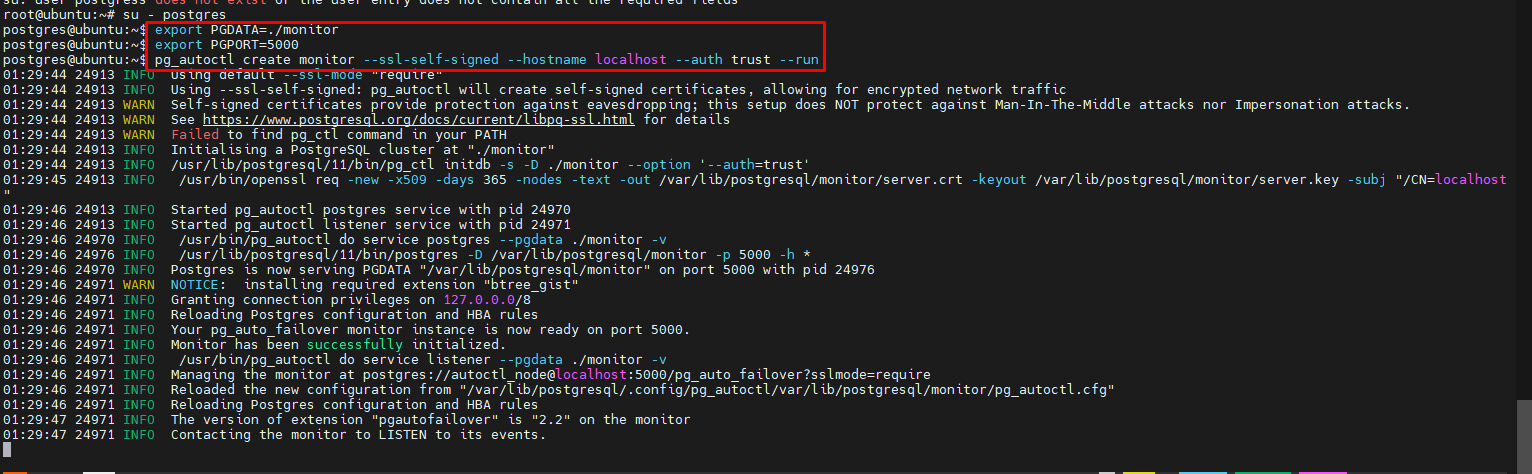 su: user postgress does not exist or the user entry does not contain all the required fields
root@ubuntu:~# su - postgres
postgres@ubuntu:~$ export PGDATA=./monitor
postgres@ubuntu:~$ export PGPORT=5000
postgres@ubuntu:~$ pg_autoctl create monitor --ssl-self-signed --hostname localhost --auth trust --run
01:29:44 24913 INFO  Using default --ssl-mode "require"
01:29:44 24913 INFO  Using --ssl-self-signed: pg_autoctl will create self-signed certificates, allowing for encrypted network traffic
01:29:44 24913 WARN  Self-signed certificates provide protection against eavesdropping; this setup does NOT protect against Man-In-The-Middle attacks nor Impersonation attacks.
01:29:44 24913 WARN  See https://www.postgresql.org/docs/current/libpq-ssl.html for details
01:29:44 24913 WARN  Failed to find pg_ctl command in your PATH
01:29:44 24913 INFO  Initialising a PostgreSQL cluster at "./monitor"
01:29:44 24913 INFO  /usr/lib/postgresql/11/bin/pg_ctl initdb -s -D ./monitor --option '--auth=trust'
01:29:45 24913 INFO   /usr/bin/openssl req -new -x509 -days 365 -nodes -text -out /var/lib/postgresql/monitor/server.crt -keyout /var/lib/postgresql/monitor/server.key -subj "/CN=localhost
"
01:29:46 24913 INFO  Started pg_autoctl postgres service with pid 24970
01:29:46 24913 INFO  Started pg_autoctl listener service with pid 24971
01:29:46 24970 INFO   /usr/bin/pg_autoctl do service postgres --pgdata ./monitor -v
01:29:46 24976 INFO   /usr/lib/postgresql/11/bin/postgres -D /var/lib/postgresql/monitor -p 5000 -h *
01:29:46 24970 INFO  Postgres is now serving PGDATA "/var/lib/postgresql/monitor" on port 5000 with pid 24976
01:29:46 24971 WARN  NOTICE:  installing required extension "btree_gist"
01:29:46 24971 INFO  Granting connection privileges on 127.0.0.0/8
01:29:46 24971 INFO  Reloading Postgres configuration and HBA rules
01:29:46 24971 INFO  Your pg_auto_failover monitor instance is now ready on port 5000.
01:29:46 24971 INFO  Monitor has been successfully initialized.
01:29:46 24971 INFO   /usr/bin/pg_autoctl do service listener --pgdata ./monitor -v
01:29:46 24971 INFO  Managing the monitor at postgres://autoctl_node@localhost:5000/pg_auto_failover?sslmode=require
01:29:46 24971 INFO  Reloaded the new configuration from "/var/lib/postgresql/.config/pg_autoctl/var/lib/postgresql/monitor/pg_autoctl.cfg"
01:29:46 24971 INFO  Reloading Postgres configuration and HBA rules
01:29:47 24971 INFO  The version of extension "pgautofailover" is "2.2" on the monitor
01:29:47 24971 INFO  Contacting the monitor to LISTEN to its events.